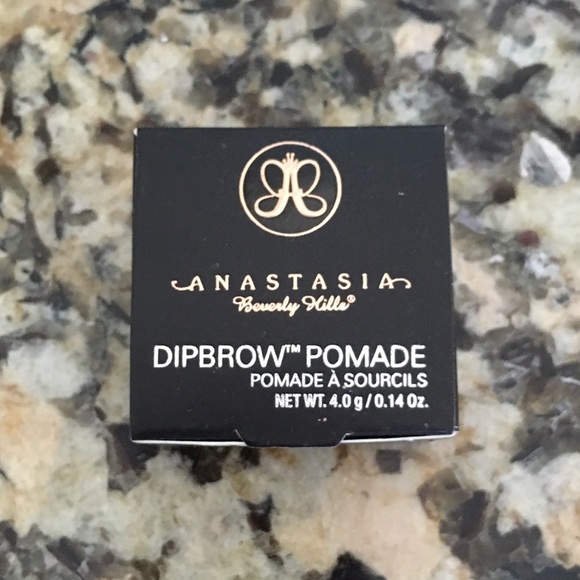 ANASTASIA
Beverly Hills®
DIPBROW™ POMADE
POMADE À SOURCILS
NET WT. 4.0 g / 0.14 Oz.